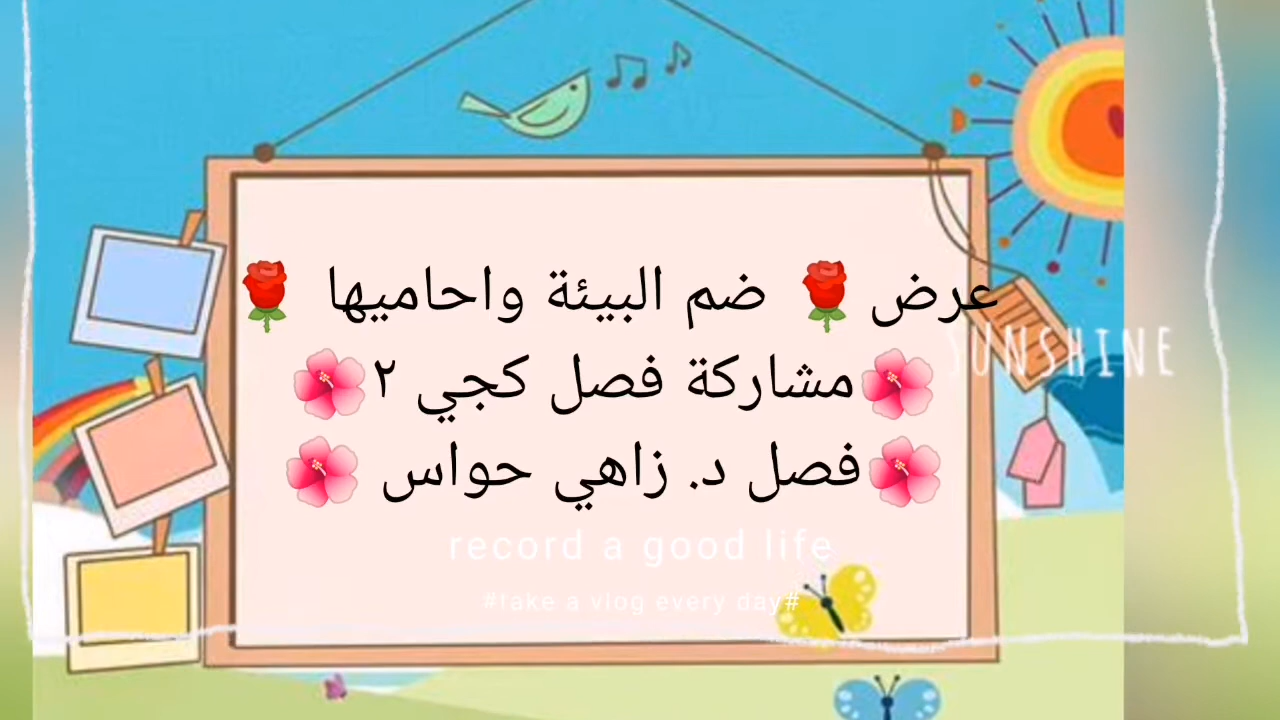 عرض 🌹 ضم البيئة واحاميها 🌹
🌺مشاركة فصل كجي ٢🌺
🌺فصل د. زاهي حواس 🌺
SUNSHINE
record a good life
#take a vlog every day#